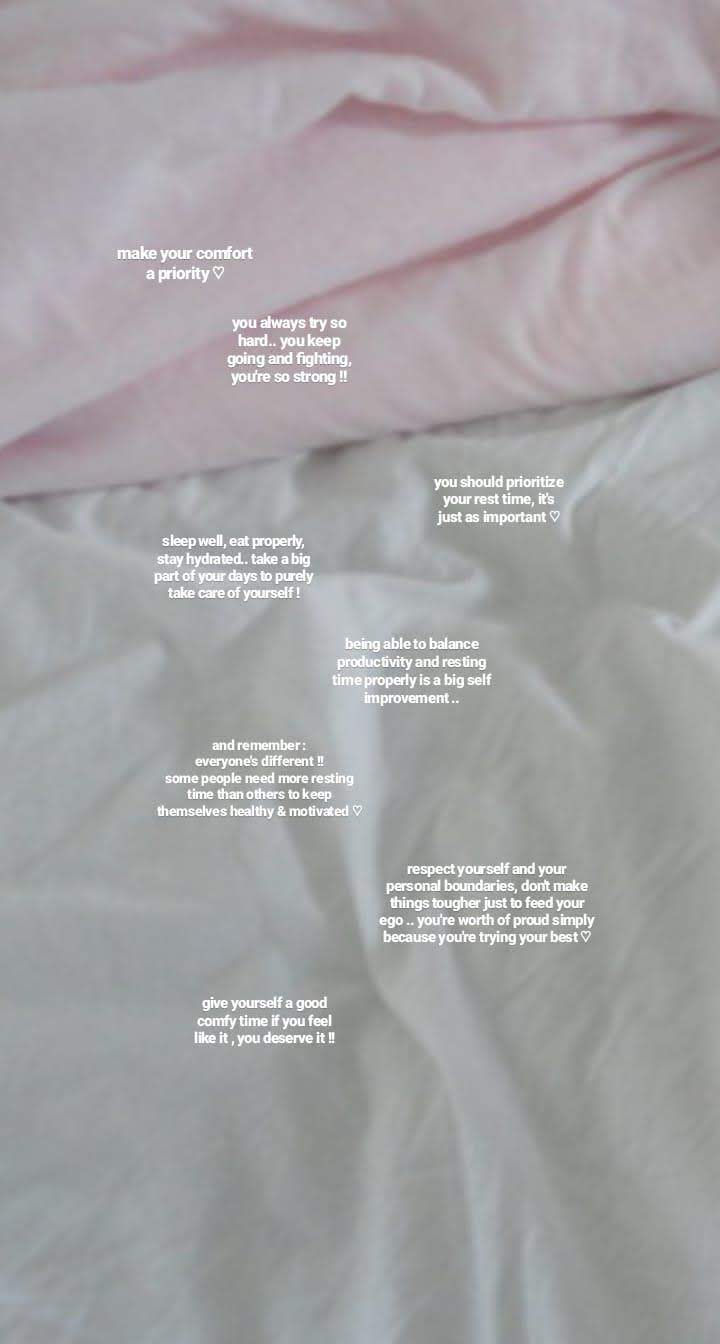 make your comfort
a priority ♡
you always try so
hard.. you keep
going and fighting,
you're so strong !!
you should prioritize
your rest time, it's
just as important ♡
sleep well, eat properly,
stay hydrated.. take a big
part of your days to purely
take care of yourself !
being able to balance
productivity and resting
time properly is a big self
improvement ..
and remember :
everyone's different !!
some people need more resting
time than others to keep
themselves healthy & motivated ♡
respect yourself and your
personal boundaries, don't make
things tougher just to feed your
ego .. you're worth of proud simply
because you're trying your best ♡
give yourself a good
comfy time if you feel
like it , you deserve it !!